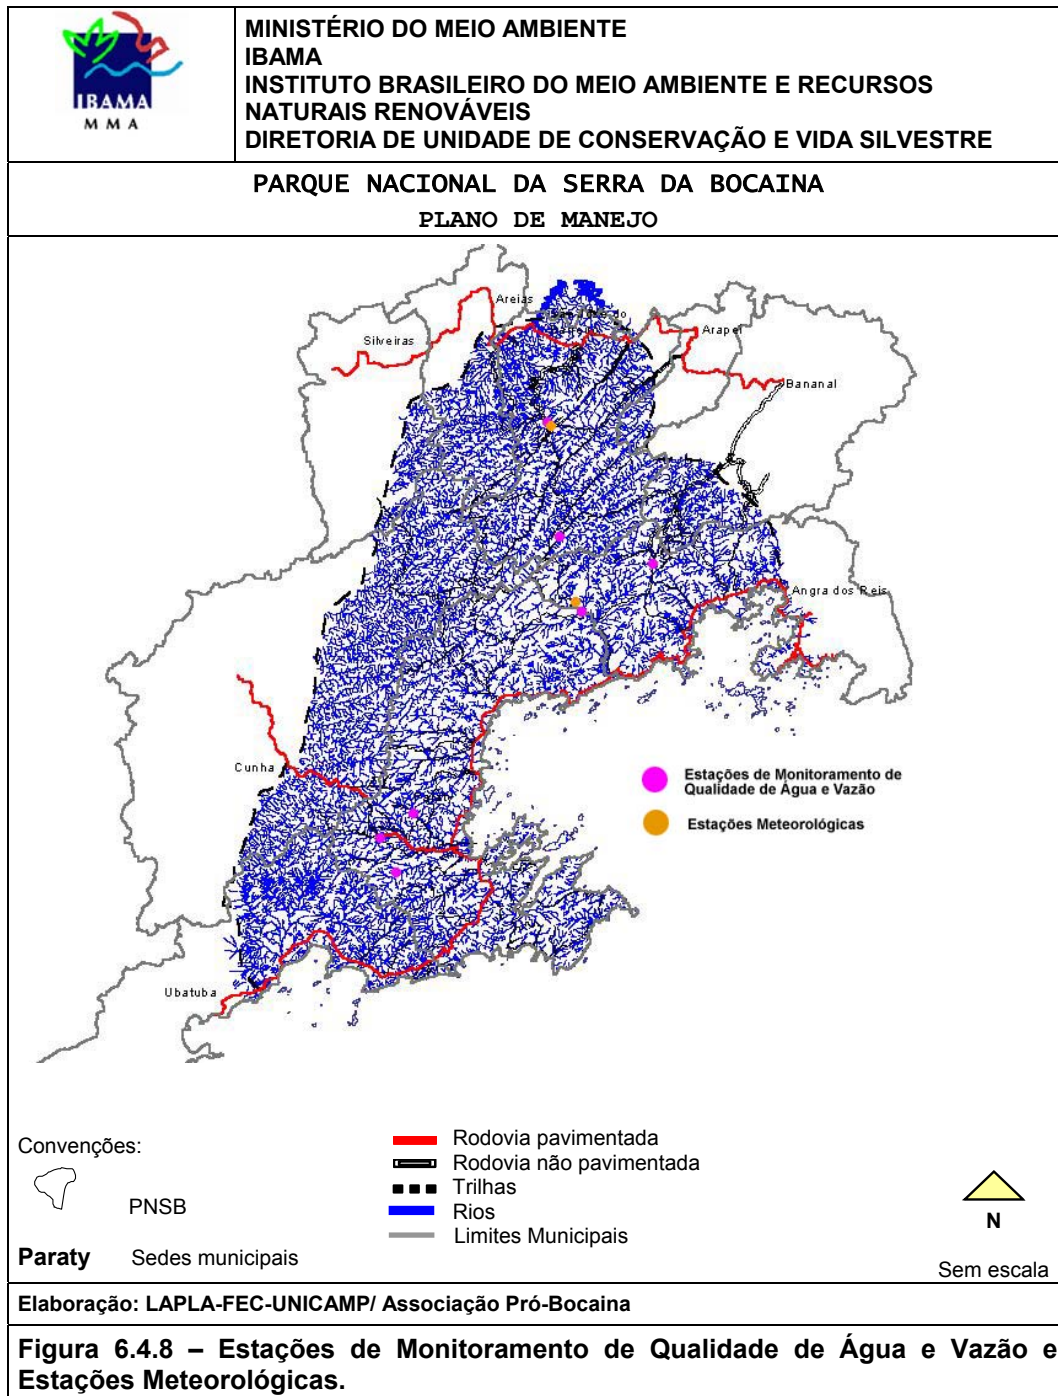 IBAMA
M M A
MINISTÉRIO DO MEIO AMBIENTE
IBAMA
INSTITUTO BRASILEIRO DO MEIO AMBIENTE E RECURSOS
NATURAIS RENOVÁVEIS
DIRETORIA DE UNIDADE DE CONSERVAÇÃO E VIDA SILVESTRE
PARQUE NACIONAL DA SERRA DA BOCAINA
PLANO DE MANEJO
Areias
Silveiras
Arapei
Bananal
Angra dos Reis
Cunha
Ubatuba
Estações de Monitoramento de
Qualidade de Água e Vazão
Estações Meteorológicas
Convenções:
PNSB
Paraty Sedes municipais
Rodovia pavimentada
Rodovia não pavimentada
Trilhas
Rios
Limites Municipais
N
Sem escala
Elaboração: LAPLA-FEC-UNICAMP/ Associação Pró-Bocaina
Figura 6.4.8 – Estações de Monitoramento de Qualidade de Água e Vazão e
Estações Meteorológicas.